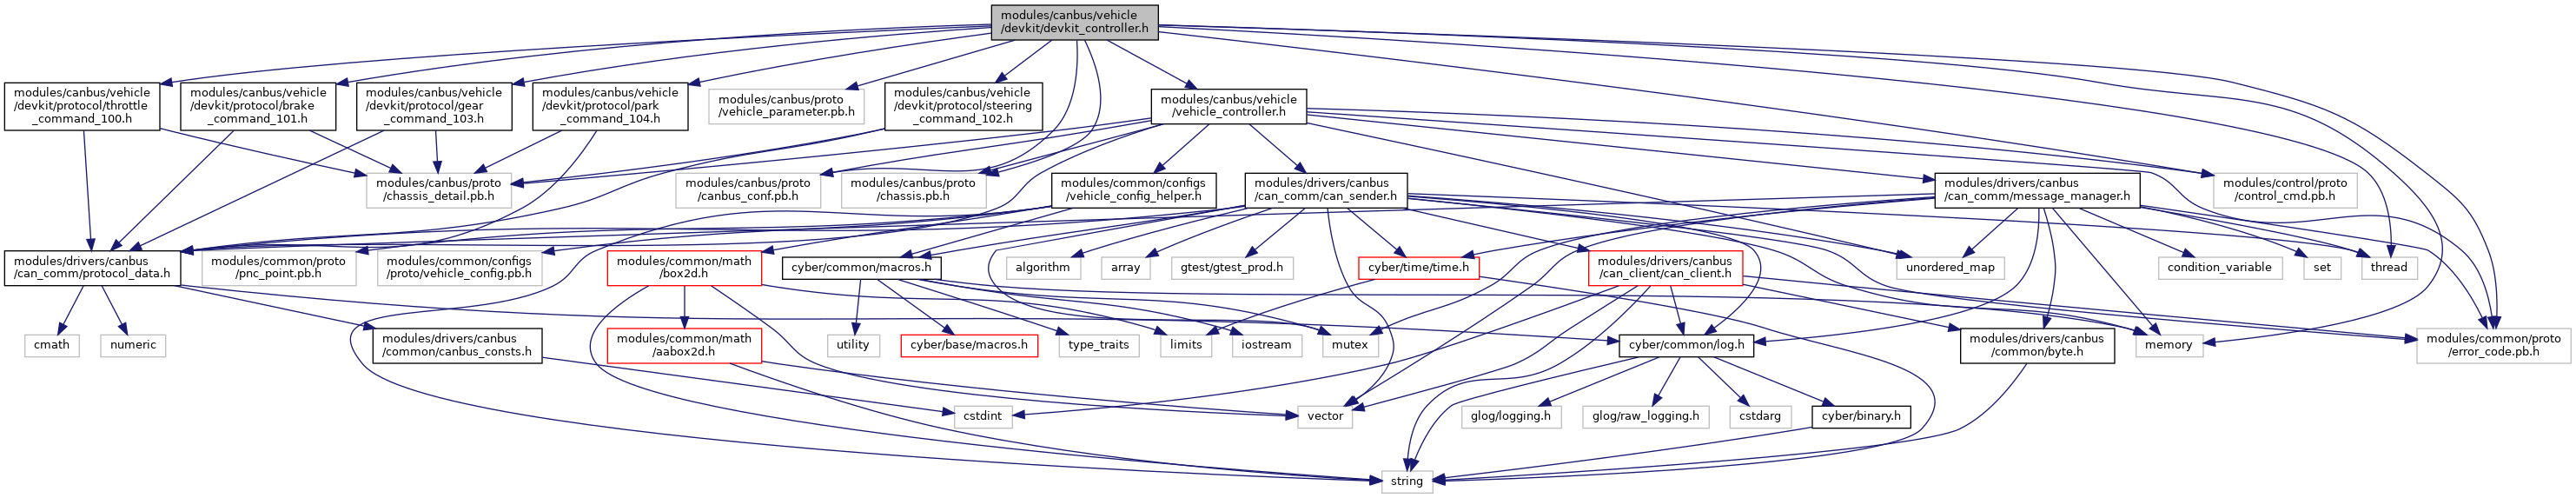 modules/canbus/vehicle
/devkit/devkit_controller.h
modules/canbus/vehicle
/devkit/protocol/throttle
_command_100.h
modules/canbus/vehicle
/devkit/protocol/brake
_command_101.h
modules/canbus/vehicle
/devkit/protocol/gear
_command_103.h
modules/canbus/vehicle
/devkit/protocol/park
_command_104.h
modules/canbus/proto
/vehicle_parameter.pb.h
modules/canbus/vehicle
/devkit/protocol/steering
_command_102.h
modules/canbus/vehicle
/vehicle_controller.h
modules/canbus/proto
/chassis_detail.pb.h
modules/canbus/proto
/canbus_conf.pb.h
modules/canbus/proto
/chassis.pb.h
modules/common/configs
/vehicle_config_helper.h
modules/drivers/canbus
/can_comm/can_sender.h
modules/drivers/canbus
/can_comm/message_manager.h
modules/control/proto
/control_cmd.pb.h
modules/drivers/canbus
/can_comm/protocol_data.h
modules/common/proto
/pnc_point.pb.h
modules/common/configs
/proto/vehicle_config.pb.h
modules/common/math
/box2d.h
cyber/common/macros.h
algorithm
array
gtest/gtest_prod.h
cyber/time/time.h
modules/drivers/canbus
/can_client/can_client.h
unordered_map
condition_variable
set
thread
cmath
numeric
modules/drivers/canbus
/common/canbus_consts.h
modules/common/math
/aabox2d.h
utility
cyber/base/macros.h
type_traits
limits
iostream
mutex
cyber/common/log.h
modules/drivers/canbus
/common/byte.h
memory
modules/common/proto
/error_code.pb.h
cstdint
vector
glog/logging.h
glog/raw_logging.h
cstdarg
cyber/binary.h
string